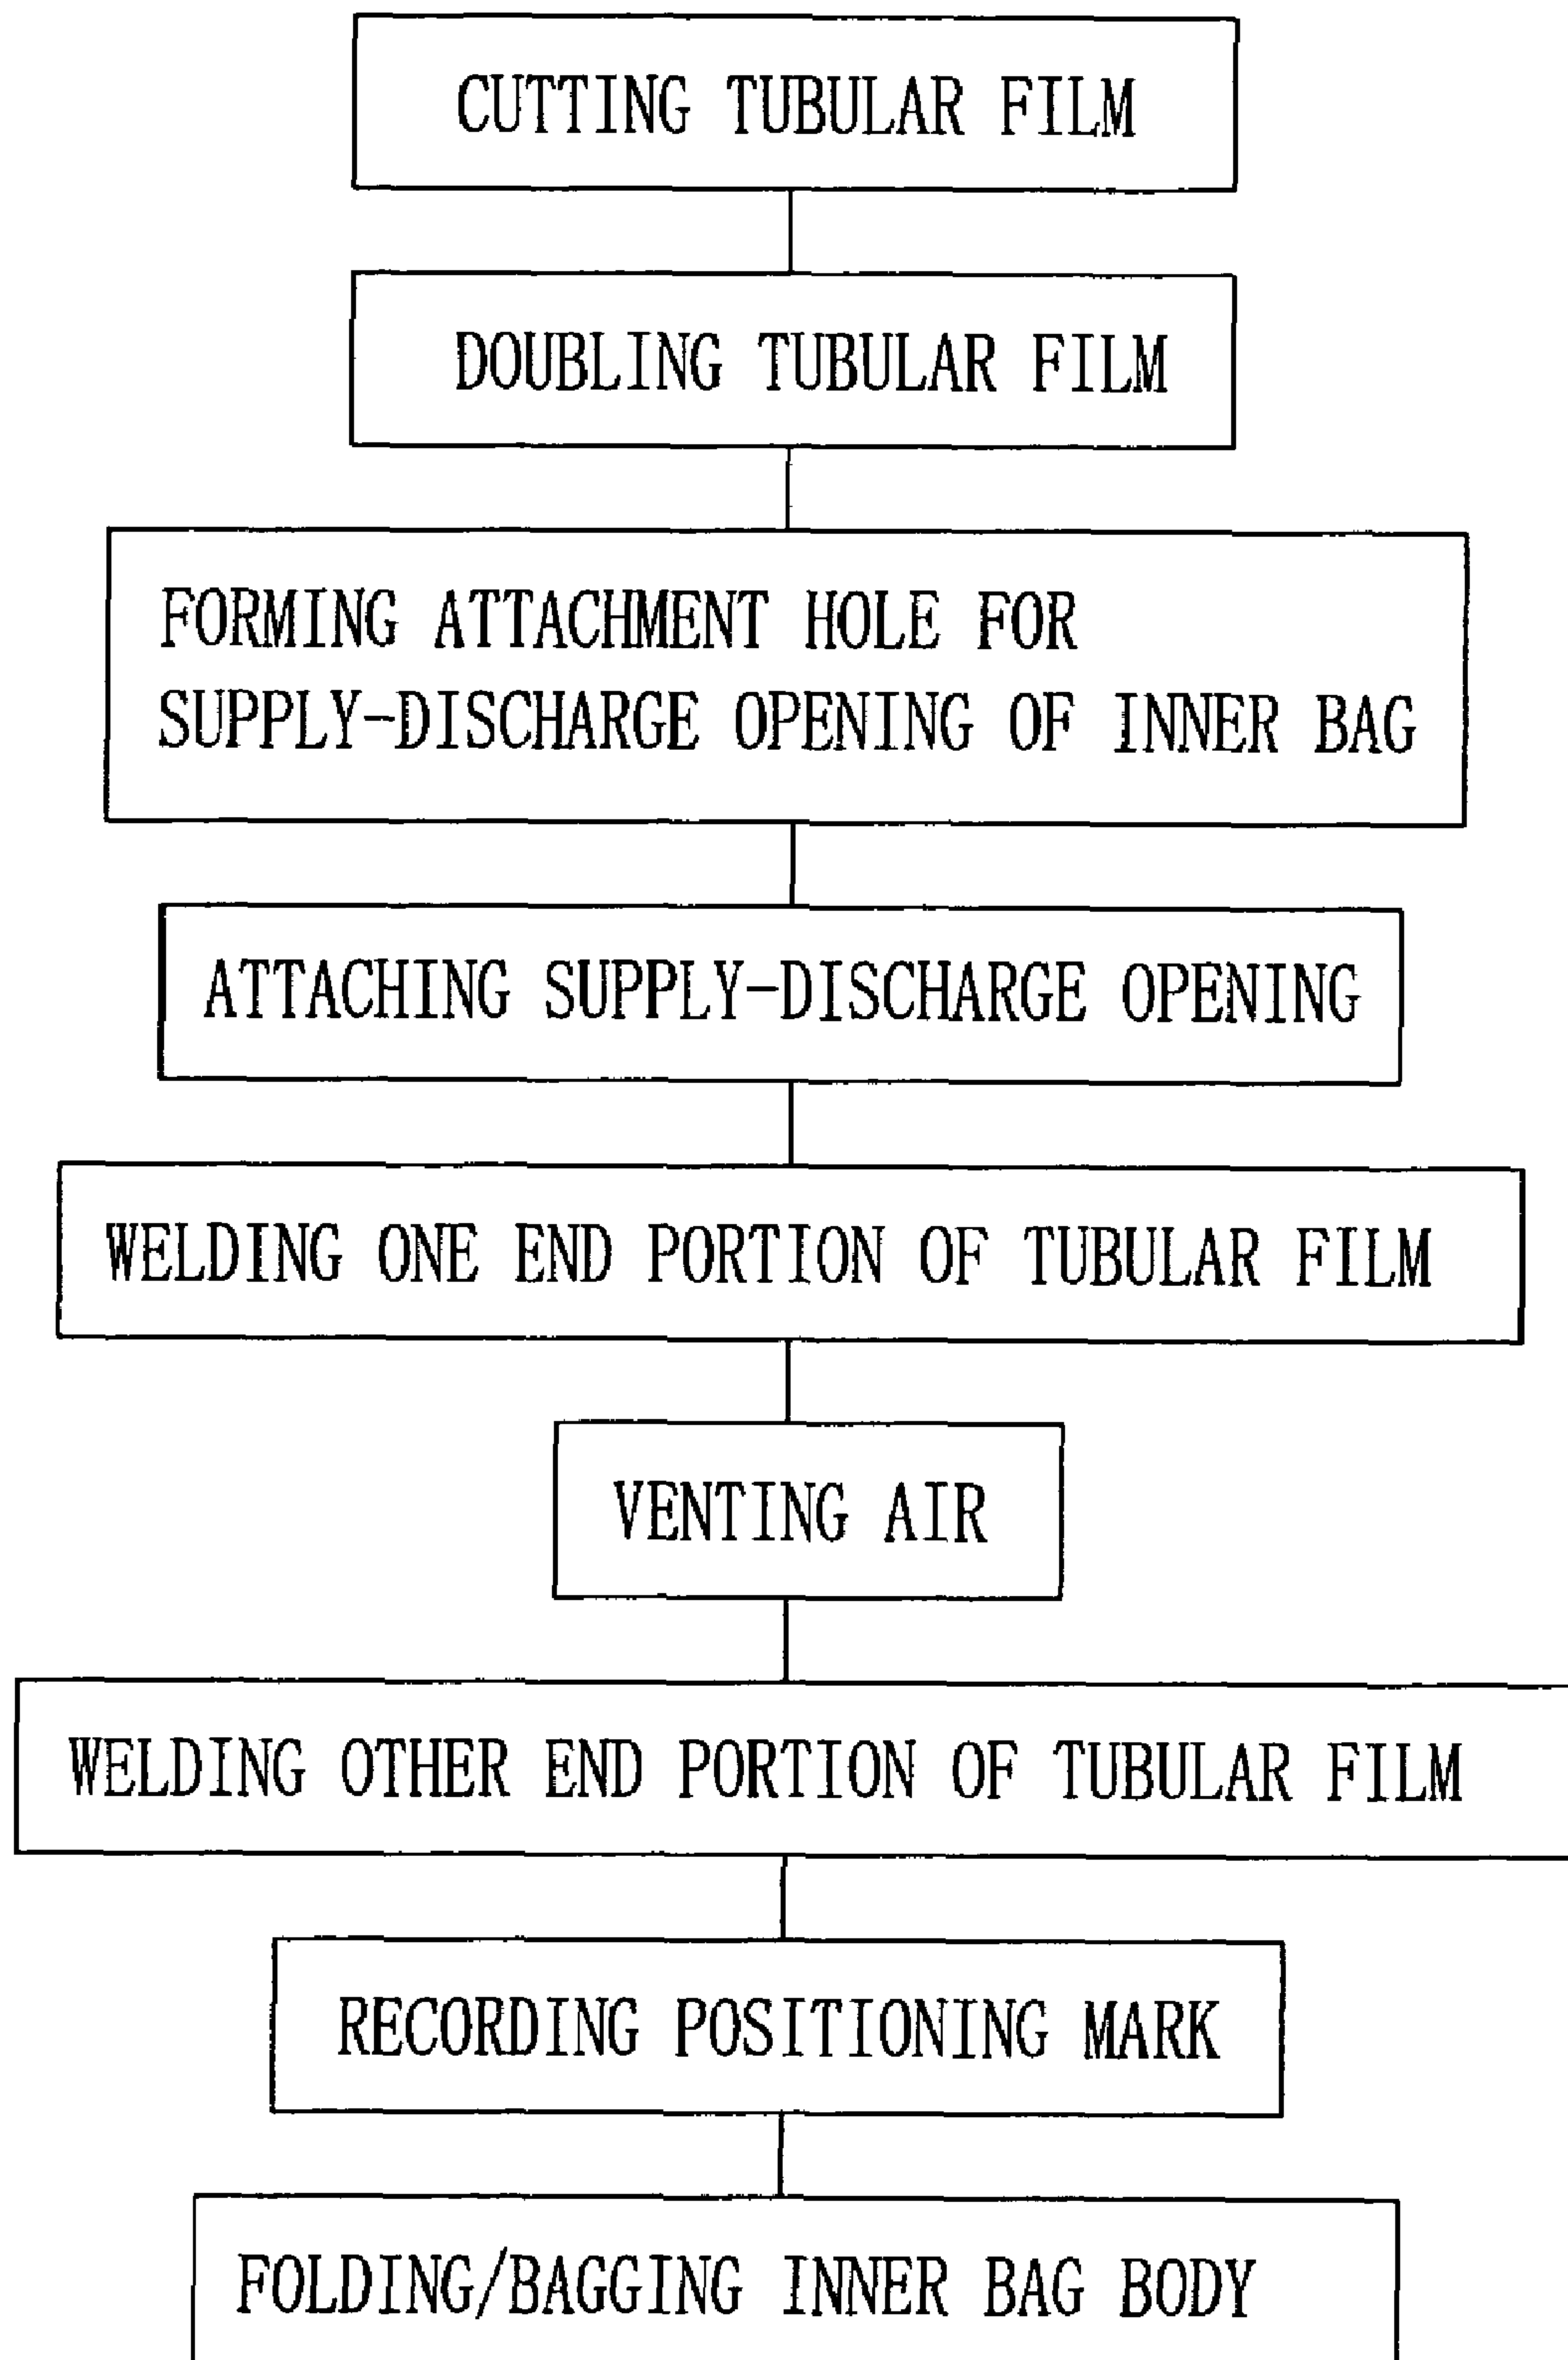 CUTTING TUBULAR FILM
DOUBLING TUBULAR FILM
FORMING ATTACHMENT HOLE FOR
SUPPLY-DISCHARGE OPENING OF INNER BAG
ATTACHING SUPPLY-DISCHARGE OPENING
WELDING ONE END PORTION OF TUBULAR FILM
VENTING AIR
WELDING OTHER END PORTION OF TUBULAR FILM
RECORDING POSITIONING MARK
FOLDING/BAGGING INNER BAG BODY